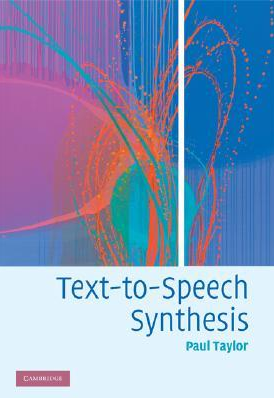 Text-to-Speech
Synthesis
Paul Taylor
CAMBRIDGE